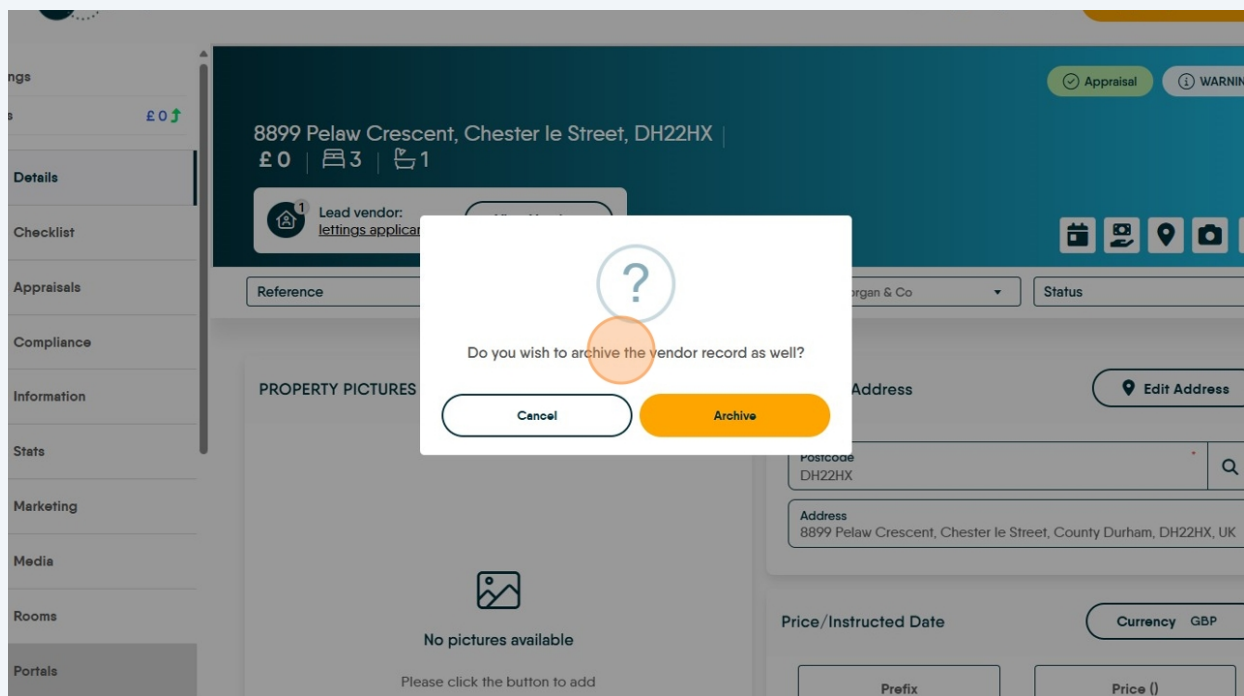 ngs
s £0
Details
Checklist
Appraisals
Compliance
Information
Stats
Marketing
Media
Rooms
Portals
Appraisal
WARNIN
8899 Pelaw Crescent, Chester le Street, DH22HX
£ 0 | 3 | 1
1
Lead vendor:
lettings applican
Reference
organ & Co
Status
?
Do you wish to archive the vendor record as well?
Cancel
Archive
PROPERTY PICTURES
No pictures available
Please click the button to add
Address
Edit Address
Postcode *
DH22HX
Address
8899 Pelaw Crescent, Chester le Street, County Durham, DH22HX, UK
Price/Instructed Date
Currency GBP
Prefix
Price ()